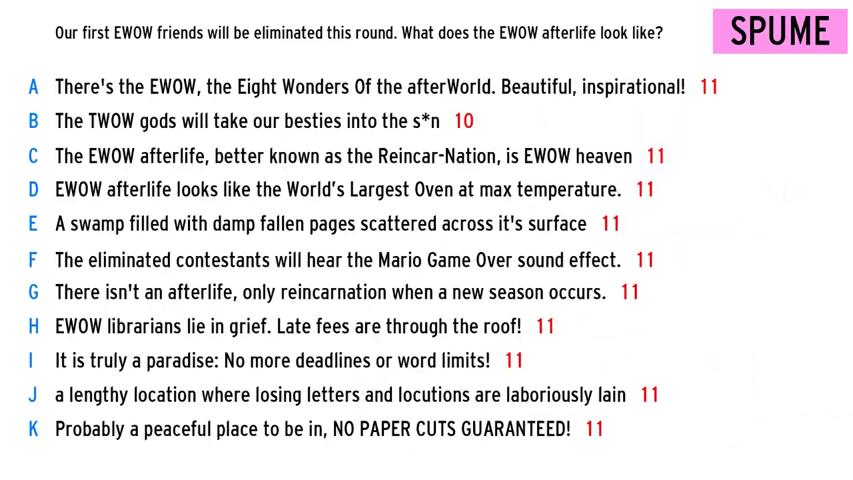 Our first EWOW friends will be eliminated this round. What does the EWOW afterlife look like?
SPUME
A There's the EWOW, the Eight Wonders Of the afterWorld. Beautiful, inspirational! 11
B The TWOW gods will take our besties into the s*n 10
C The EWOW afterlife, better known as the Reincar-Nation, is EWOW heaven 11
D EWOW afterlife looks like the World’s Largest Oven at max temperature. 11
E A swamp filled with damp fallen pages scattered across it's surface 11
F The eliminated contestants will hear the Mario Game Over sound effect. 11
G There isn't an afterlife, only reincarnation when a new season occurs. 11
H EWOW librarians lie in grief. Late fees are through the roof! 11
I It is truly a paradise: No more deadlines or word limits! 11
J a lengthy location where losing letters and locutions are laboriously lain 11
K Probably a peaceful place to be in, NO PAPER CUTS GUARANTEED! 11